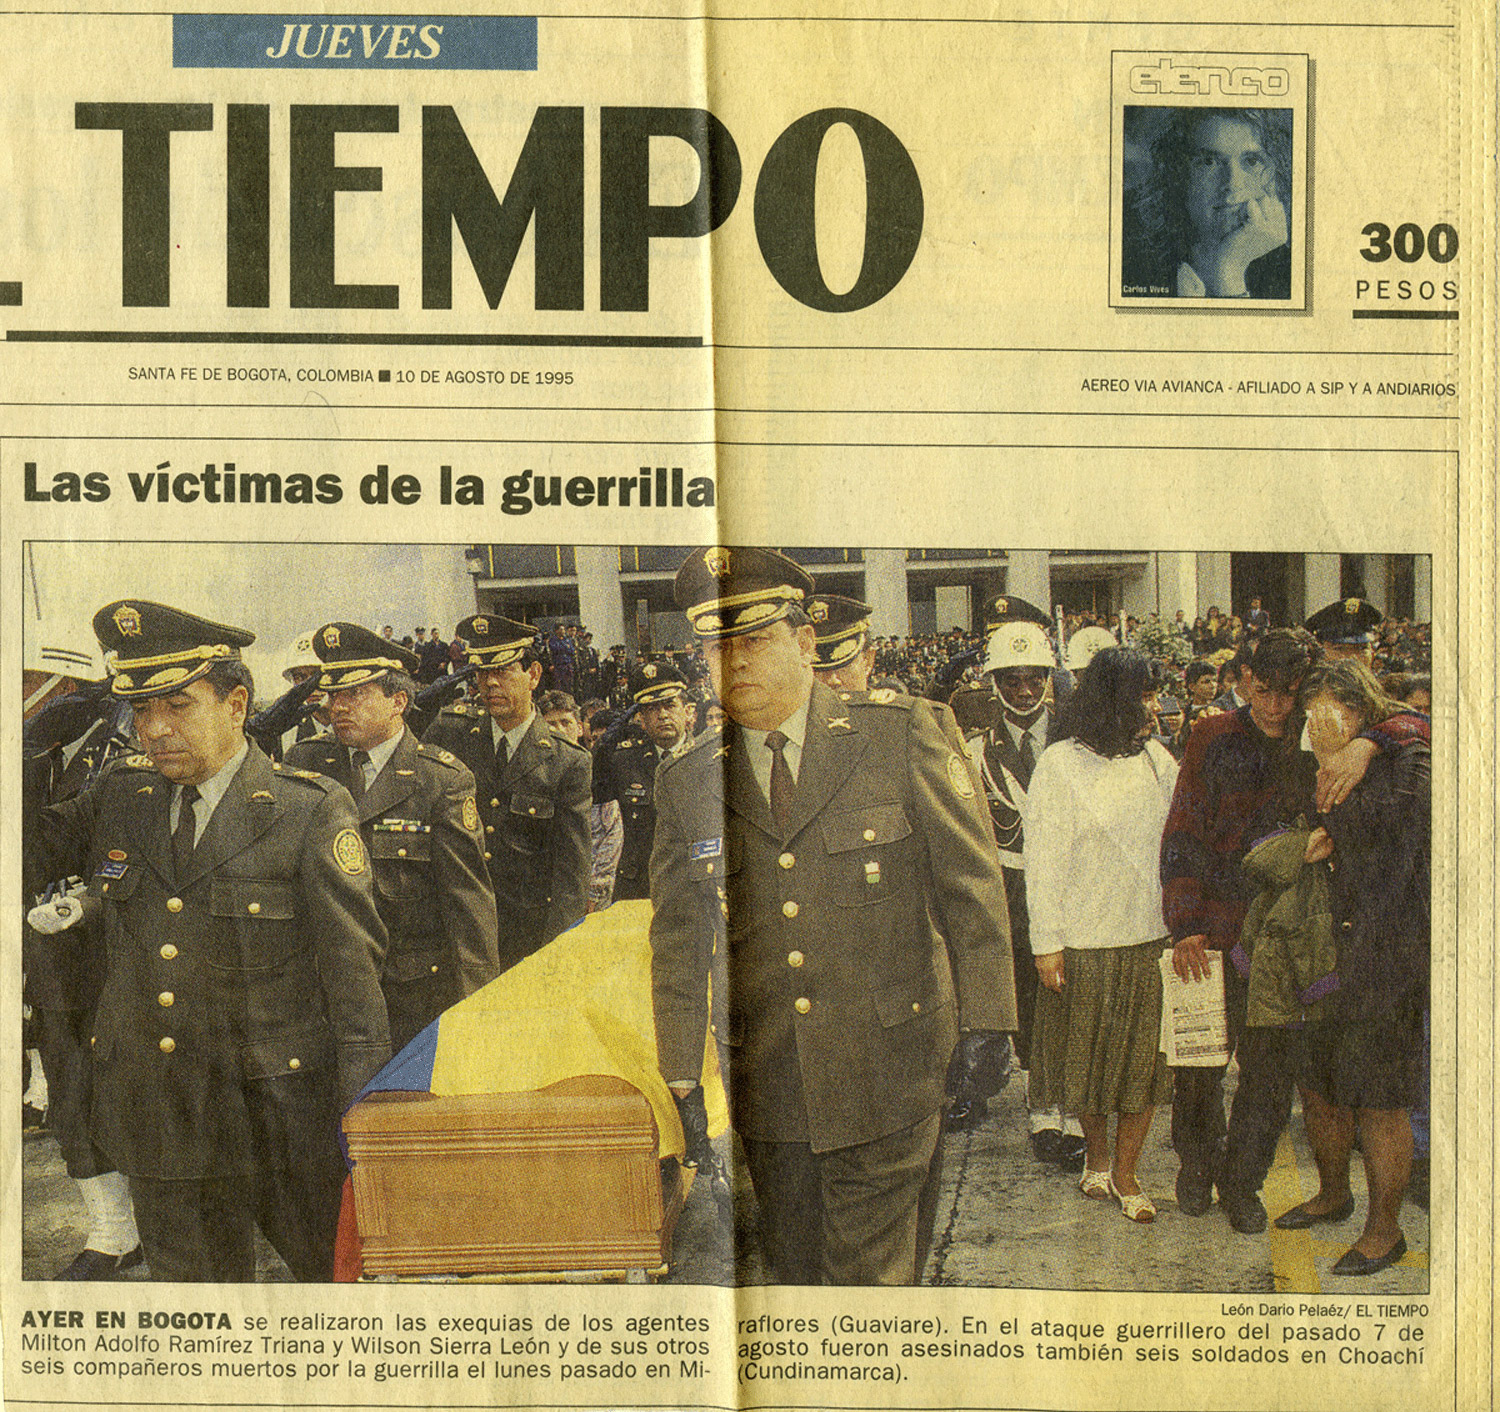 JUEVES
TIEMPO
elenco
Carlos Vives
300
PESOS
SANTA FE DE BOGOTA, COLOMBIA ■ 10 DE AGOSTO DE 1995
AEREO VIA AVIANCA - AFILIADO A SIP Y A ANDIARIOS
Las víctimas de la guerrilla
León Dario Pelaéz/ EL TIEMPO
AYER EN BOGOTA se realizaron las exequias de los agentes
Milton Adolfo Ramírez Triana y Wilson Sierra León y de sus otros
seis compañeros muertos por la guerrilla el lunes pasado en Mi-
raflores (Guaviare). En el ataque guerrillero del pasado 7 de
agosto fueron asesinados también seis soldados en Choachí
(Cundinamarca).